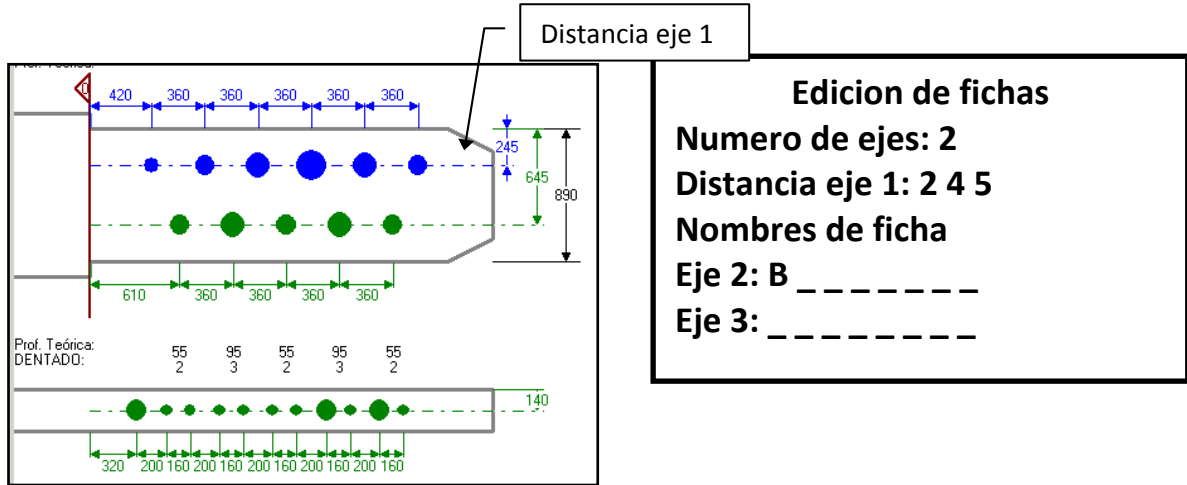 Distancia eje 1
Edicion de fichas
Numero de ejes: 2
Distancia eje 1: 2 4 5
Nombres de ficha
Eje 2: B _ _ _ _ _ _ _
Eje 3: _ _ _ _ _ _ _ _
420 360 360 360 360 360
245
645
890
610 360 360 360 360
Prof. Teórica: 55 95 55 95 55
DENTADO: 2 3 2 3 2
140
320 200 160 200 160 200 160 200 160 200 160